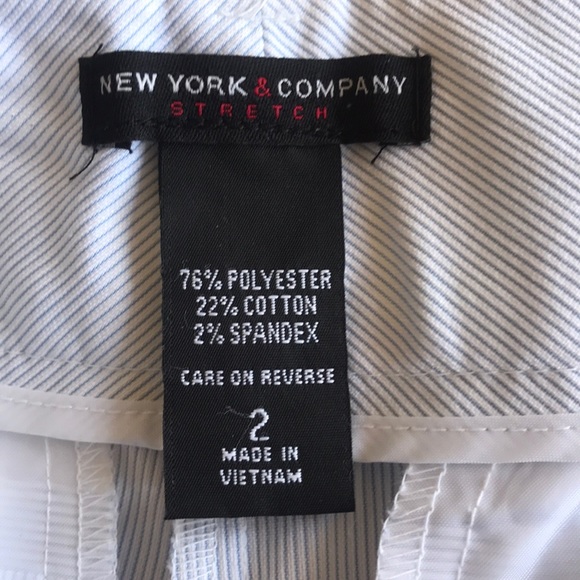 NEW YORK & COMPANY
STRETCH
76% POLYESTER
22% COTTON
2% SPANDEX
CARE ON REVERSE
2
MADE IN
VIETNAM